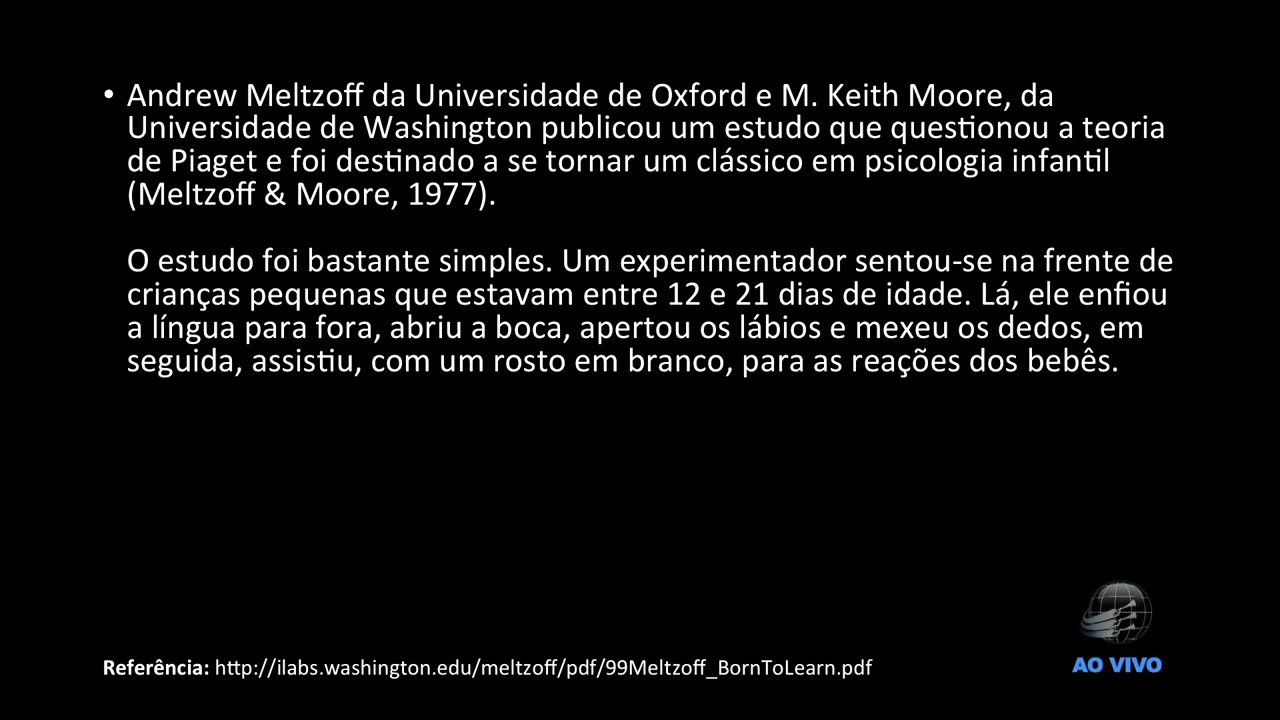 • Andrew Meltzoff da Universidade de Oxford e M. Keith Moore, da
Universidade de Washington publicou um estudo que questionou a teoria
de Piaget e foi destinado a se tornar um clássico em psicologia infantil
(Meltzoff & Moore, 1977).
O estudo foi bastante simples. Um experimentador sentou-se na frente de
crianças pequenas que estavam entre 12 e 21 dias de idade. Lá, ele enfiou
a língua para fora, abriu a boca, apertou os lábios e mexeu os dedos, em
seguida, assistiu, com um rosto em branco, para as reações dos bebês.
Referência: http://ilabs.washington.edu/meltzoff/pdf/99Meltzoff_BornToLearn.pdf
AO VIVO